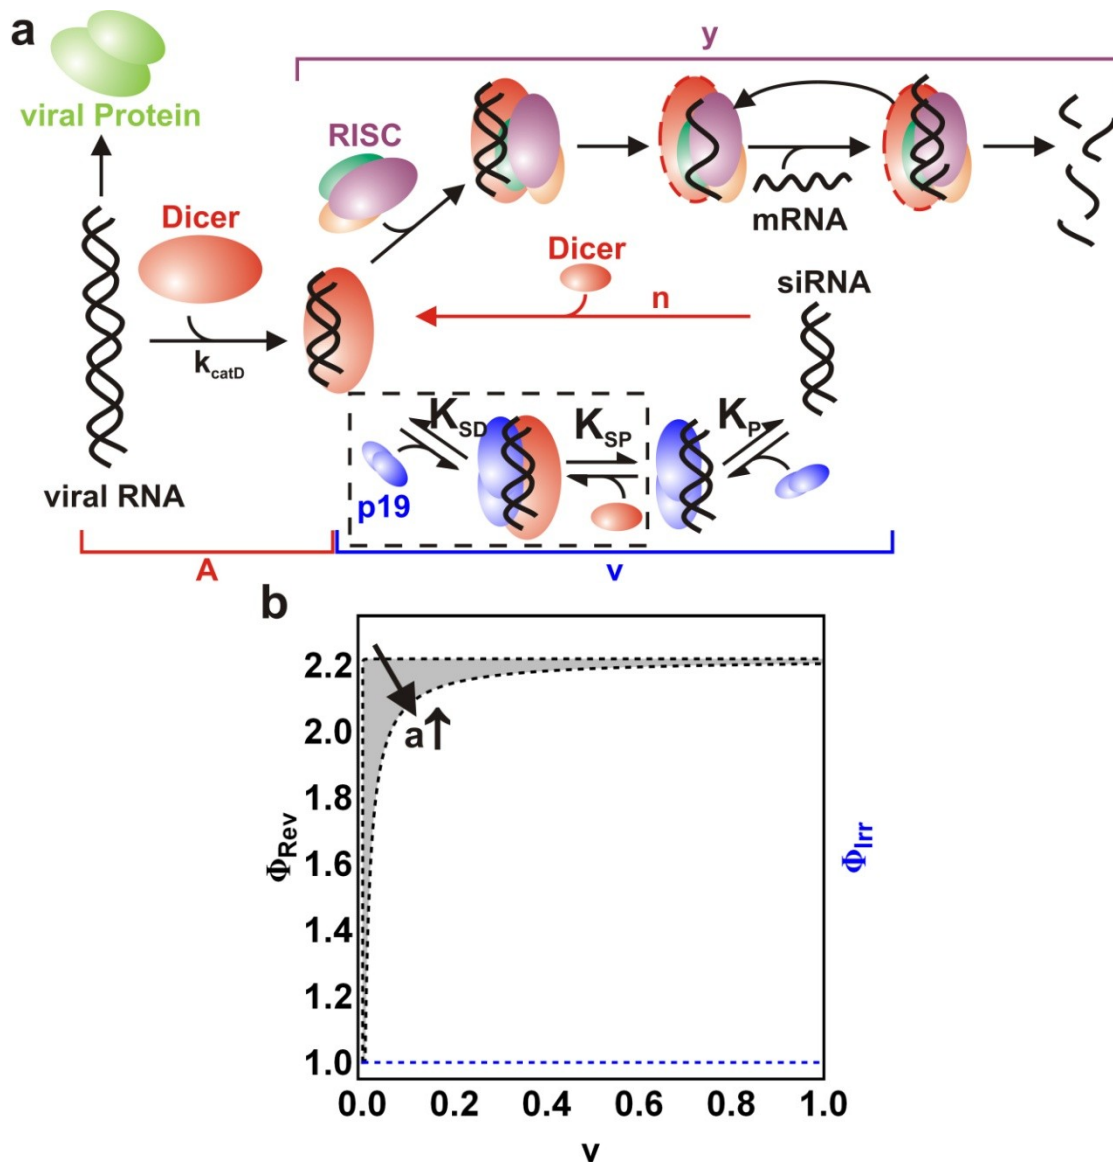 a
y
viral Protein
RISC
Dicer
mRNA
Dicer
siRNA
n
k_catD
K_SD
K_SP
K_P
p19
viral RNA
A
v
b
2.2
2.0
1.8
1.6
1.4
1.2
1.0
a↑
Φ_Rev
Φ_Irr
0.0 0.2 0.4 0.6 0.8 1.0
v